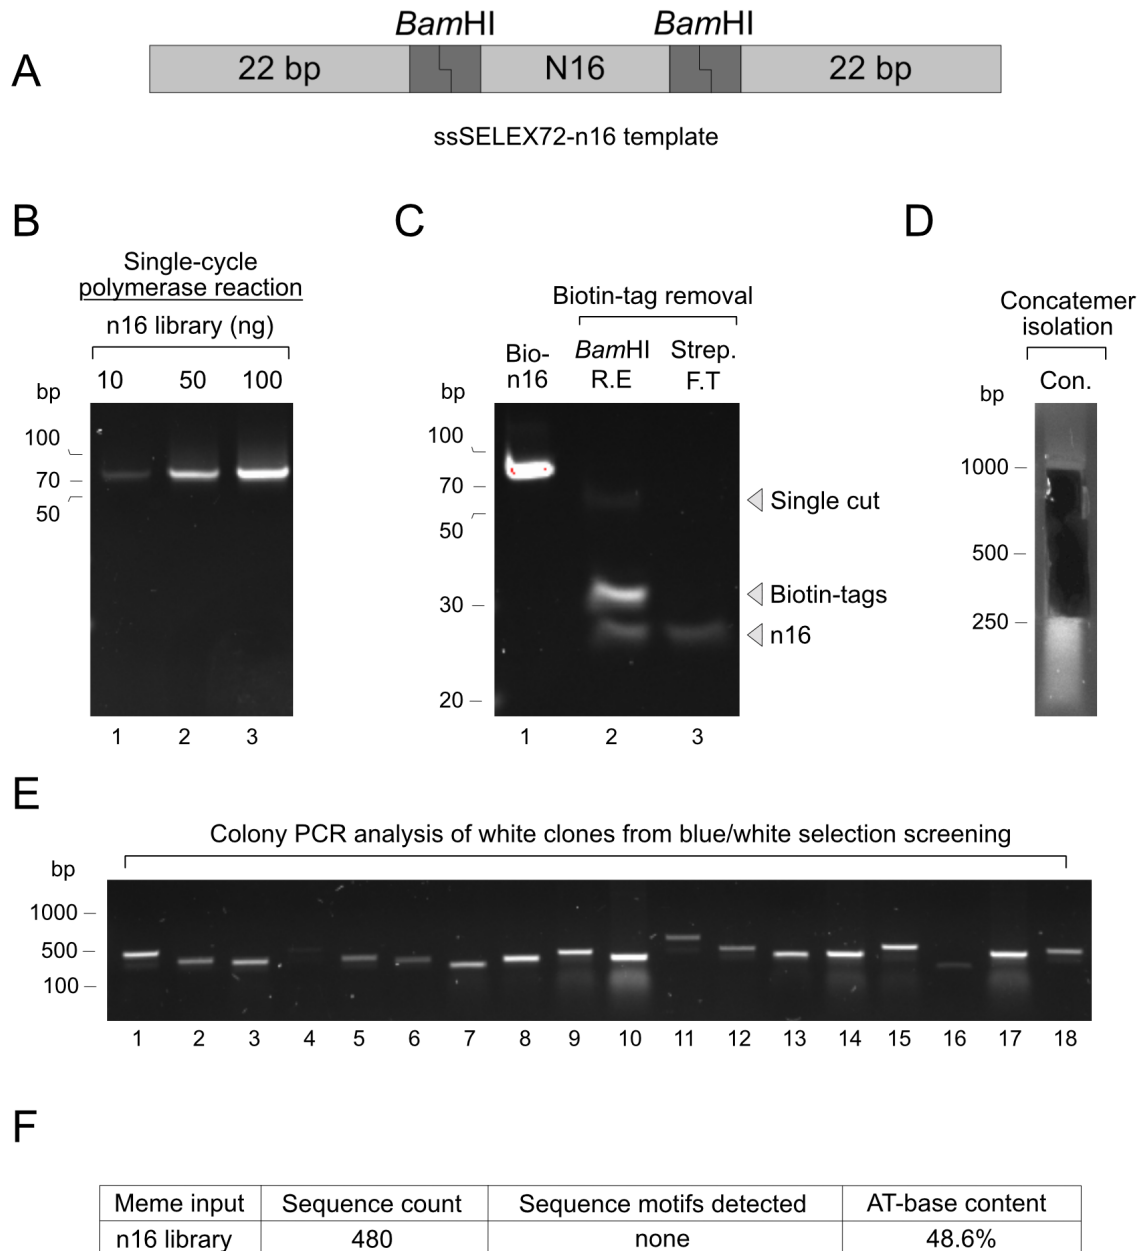 A
BamHI BamHI
22 bp N16 22 bp
ssSELEX72-n16 template
B
Single-cycle
polymerase reaction
n16 library (ng)
10 50 100
bp
100
70
50
1 2 3
C
Biotin-tag removal
Bio-
n16
BamHI
R.E
Strep.
F.T
bp
100
70
50
30
20
Single cut
Biotin-tags
n16
1 2 3
D
Concatemer
isolation
Con.
bp
1000
500
250
E
Colony PCR analysis of white clones from blue/white selection screening
bp
1000
500
100
1 2 3 4 5 6 7 8 9 10 11 12 13 14 15 16 17 18
F
Meme input Sequence count Sequence motifs detected AT-base content
n16 library 480 none 48.6%